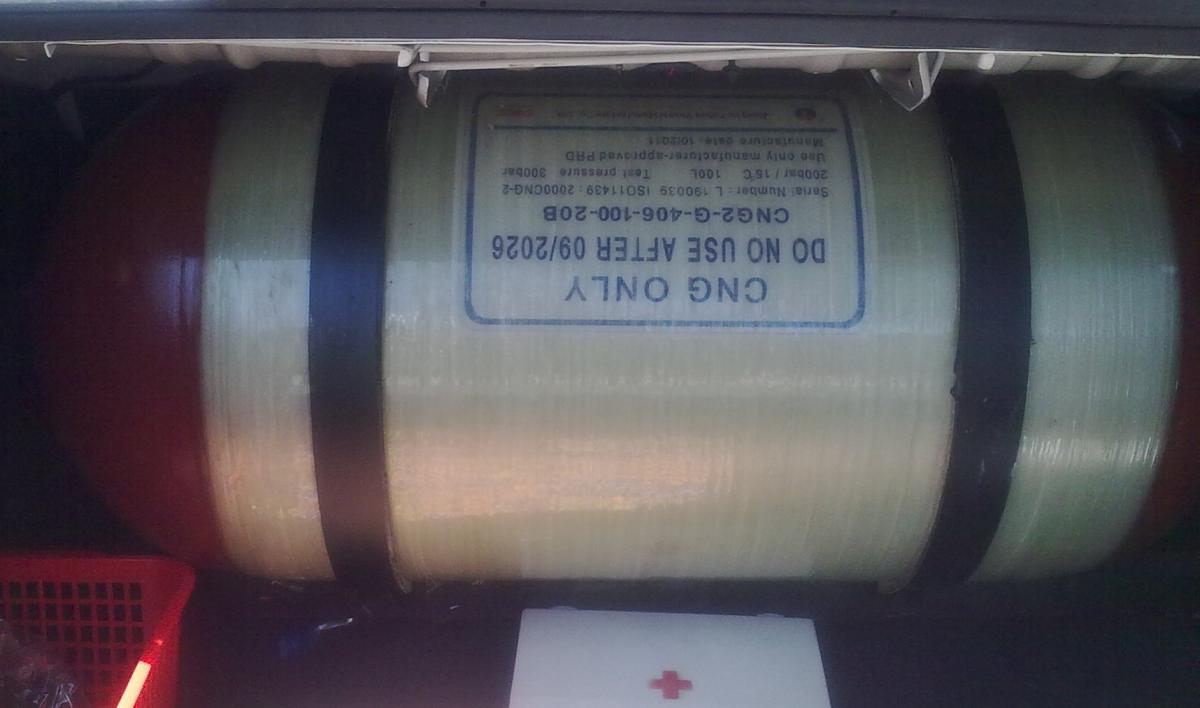 CNG ONLY
DO NO USE AFTER 09/2026
CNG2-G-406-100-20B
Serial Number: L 190039 ISO11439 : 2000CNG-2
200bar / 15℃ 100L Test pressure 300bar
Use only manufacturer-approved PRD
Manufacture date: 10/2011